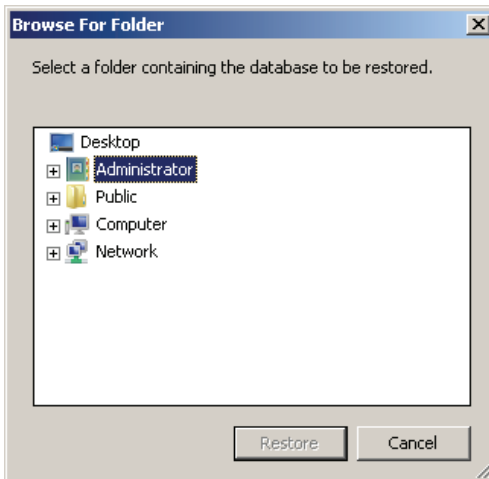 Browse For Folder
Select a folder containing the database to be restored.
Desktop
Administrator
Public
Computer
Network
Restore
Cancel